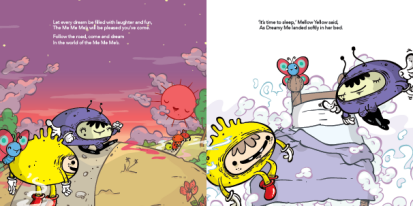 Let every dream be filled with laughter and fun,
The Me Me Me's will be pleased you've come.
Follow the road, come and dream
In the world of the Me Me Me's.
'It's time to sleep,' Mellow Yellow said,
As Dreamy Me landed softly in her bed.